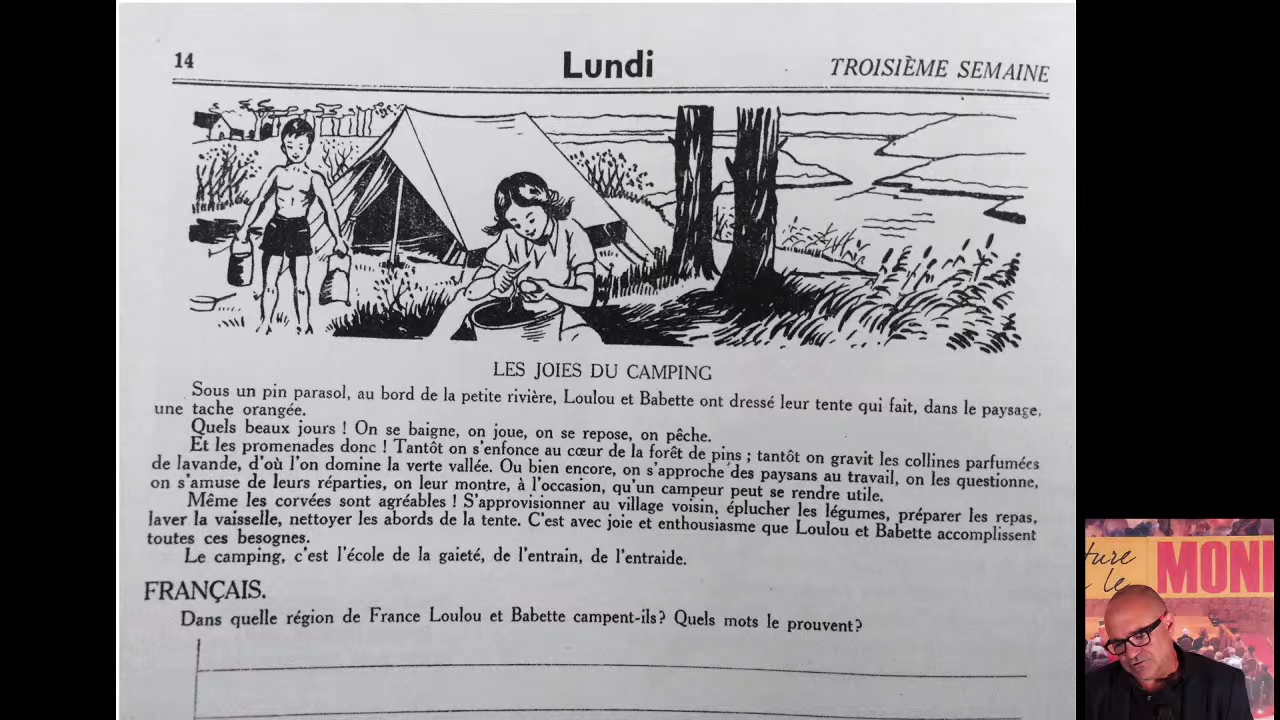 14 Lundi TROISIÈME SEMAINE
LES JOIES DU CAMPING
Sous un pin parasol, au bord de la petite rivière, Loulou et Babette ont dressé leur tente qui fait, dans le paysage,
une tache orangée.
Quels beaux jours ! On se baigne, on joue, on se repose, on pêche.
Et les promenades donc ! Tantôt on s'enfonce au cœur de la forêt de pins ; tantôt on gravit les collines parfumées
de lavande, d'où l'on domine la verte vallée. Ou bien encore, on s'approche des paysans au travail, on les questionne,
on s'amuse de leurs réparties, on leur montre, à l'occasion, qu'un campeur peut se rendre utile.
Même les corvées sont agréables ! S'approvisionner au village voisin, éplucher les légumes, préparer les repas,
laver la vaisselle, nettoyer les abords de la tente. C'est avec joie et enthousiasme que Loulou et Babette accomplissent
toutes ces besognes.
Le camping, c'est l'école de la gaieté, de l'entrain, de l'entraide.
FRANÇAIS.
Dans quelle région de France Loulou et Babette campent-ils? Quels mots le prouvent?
ture
le
MONI